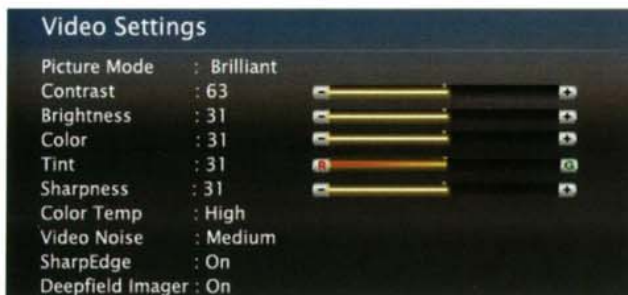 Video Settings
Picture Mode : Brilliant
Contrast : 63
Brightness : 31
Color : 31
Tint : 31 R G
Sharpness : 31
Color Temp : High
Video Noise : Medium
SharpEdge : On
Deepfield Imager : On